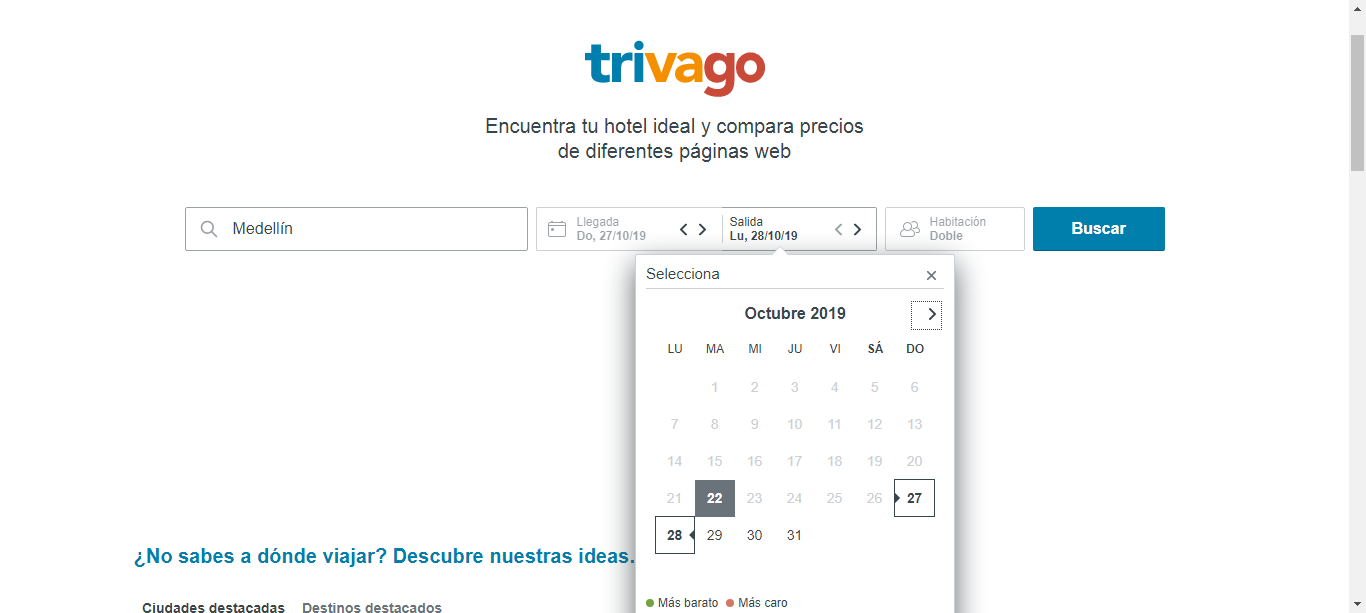 trivago
Encuentra tu hotel ideal y compara precios
de diferentes páginas web
Medellín
Llegada
Do, 27/10/19
Salida
Lu, 28/10/19
Habitación
Doble
Buscar
Selecciona
Octubre 2019
LU MA MI JU VI SÁ DO
1 2 3 4 5 6
7 8 9 10 11 12 13
14 15 16 17 18 19 20
21 22 23 24 25 26 27
28 29 30 31
¿No sabes a dónde viajar? Descubre nuestras ideas.
Más barato Más caro
Ciudades destacadas Destinos destacados